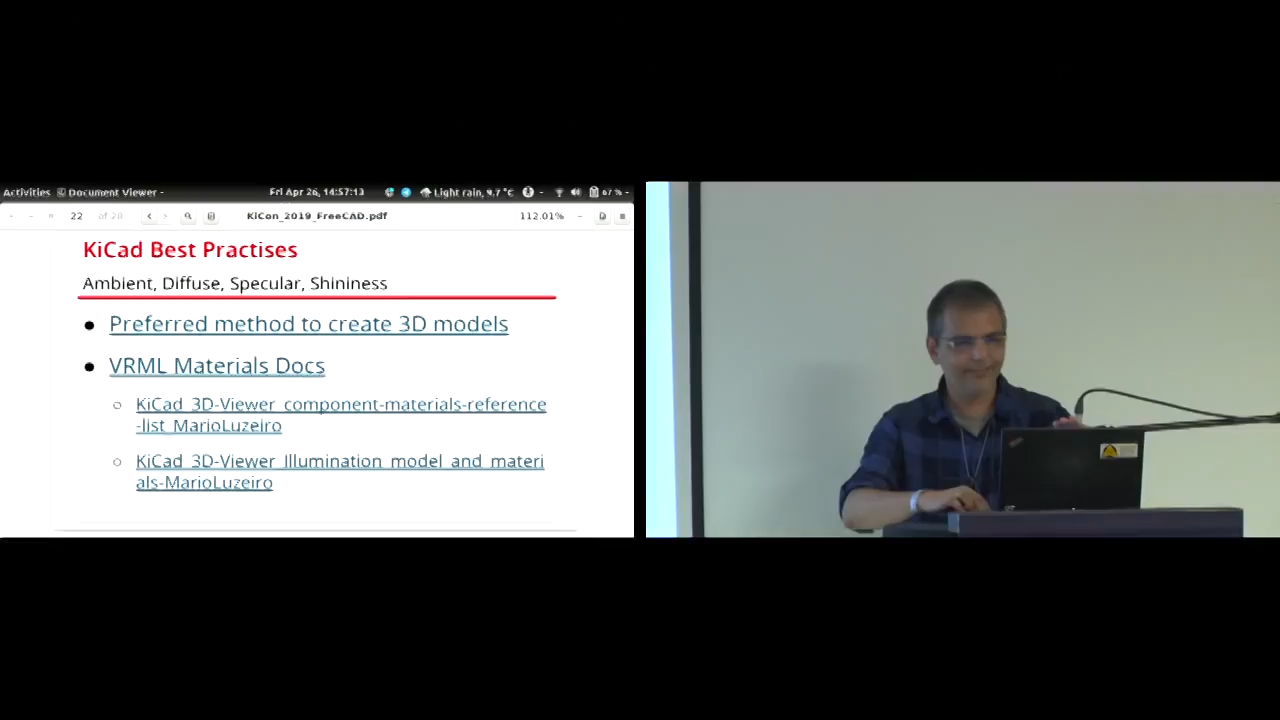 Activities Document Viewer
Fri Apr 26, 14:57:13
Light rain, 9.7 °C
67 %
22 of 28
KiCon_2019_FreeCAD.pdf
112.01%
KiCad Best Practises
Ambient, Diffuse, Specular, Shininess
Preferred method to create 3D models
VRML Materials Docs
KiCad_3D-Viewer_component-materials-reference
-list_MarioLuzeiro
KiCad_3D-Viewer_Illumination_model_and_materi
als-MarioLuzeiro